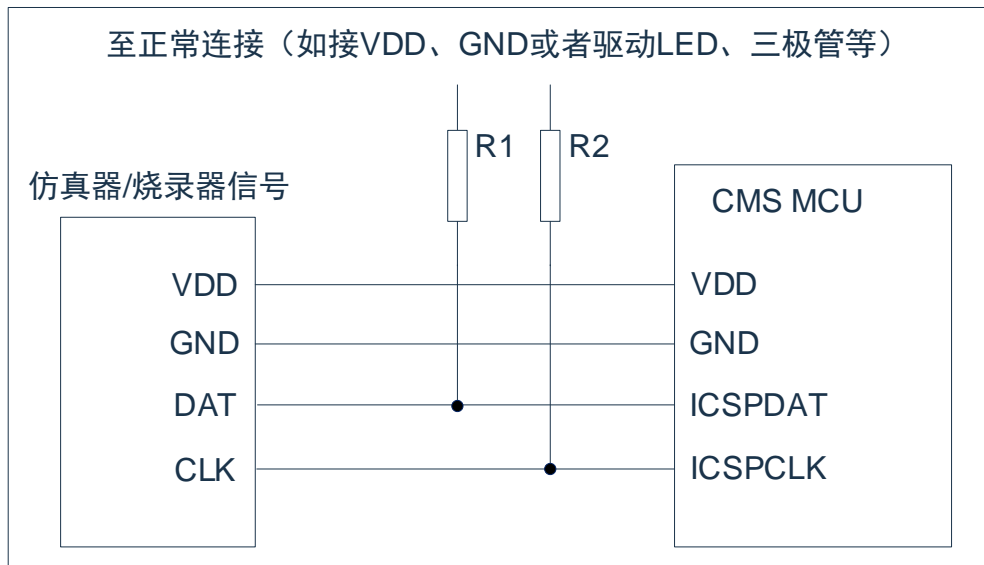 至正常连接（如接VDD、GND或者驱动LED、三极管等）
R1 R2
仿真器/烧录器信号
CMS MCU
VDD VDD
GND GND
DAT ICSPDAT
CLK ICSPCLK